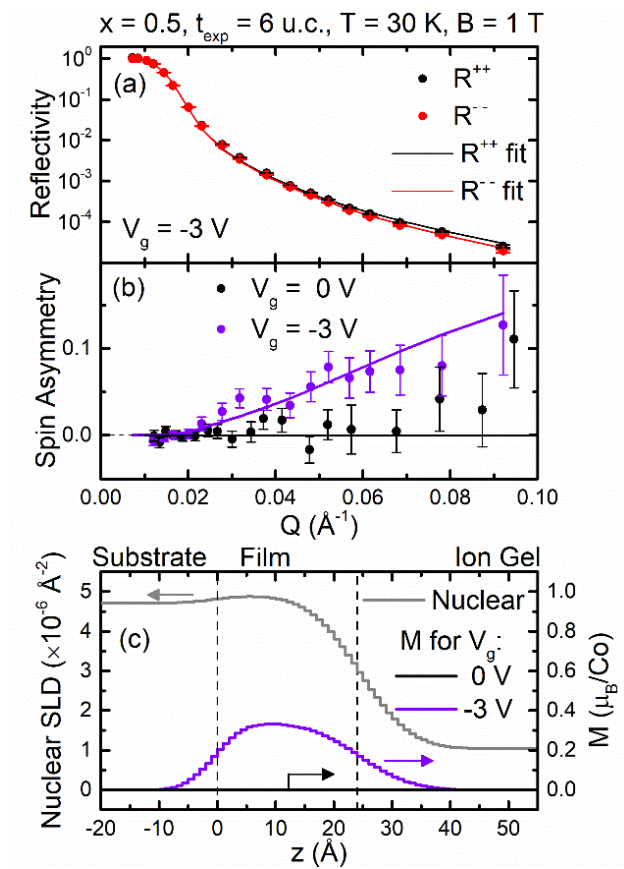 x = 0.5, t_exp = 6 u.c., T = 30 K, B = 1 T
10⁰
10⁻¹
10⁻²
10⁻³
10⁻⁴
Reflectivity
(a)
R⁺⁺
R⁻⁻
R⁺⁺ fit
R⁻⁻ fit
V_g = -3 V
(b)
V_g = 0 V
V_g = -3 V
0.1
0.0
Spin Asymmetry
0.00 0.02 0.04 0.06 0.08 0.10
Q (Å⁻¹)
Substrate Film Ion Gel
5
4
3
2
1
0
Nuclear SLD (×10⁻⁶ Å⁻²)
(c)
Nuclear
M for V_g:
0 V
-3 V
1.0
0.8
0.6
0.4
0.2
0.0
M (μ_B/Co)
-20 -10 0 10 20 30 40 50
z (Å)